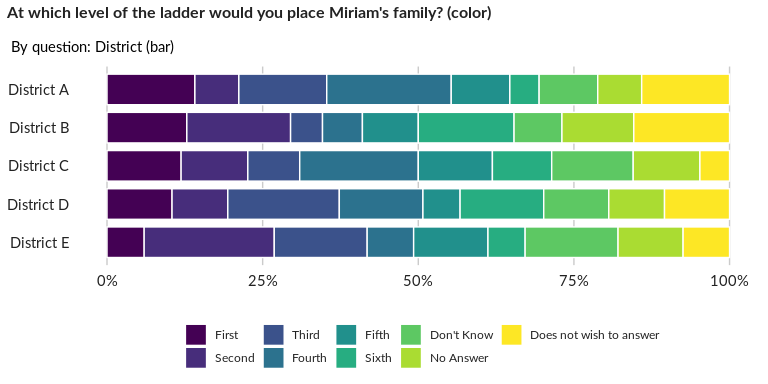 At which level of the ladder would you place Miriam's family? (color)
By question: District (bar)
District A
District B
District C
District D
District E
0% 25% 50% 75% 100%
First Third Fifth Don't Know Does not wish to answer
Second Fourth Sixth No Answer